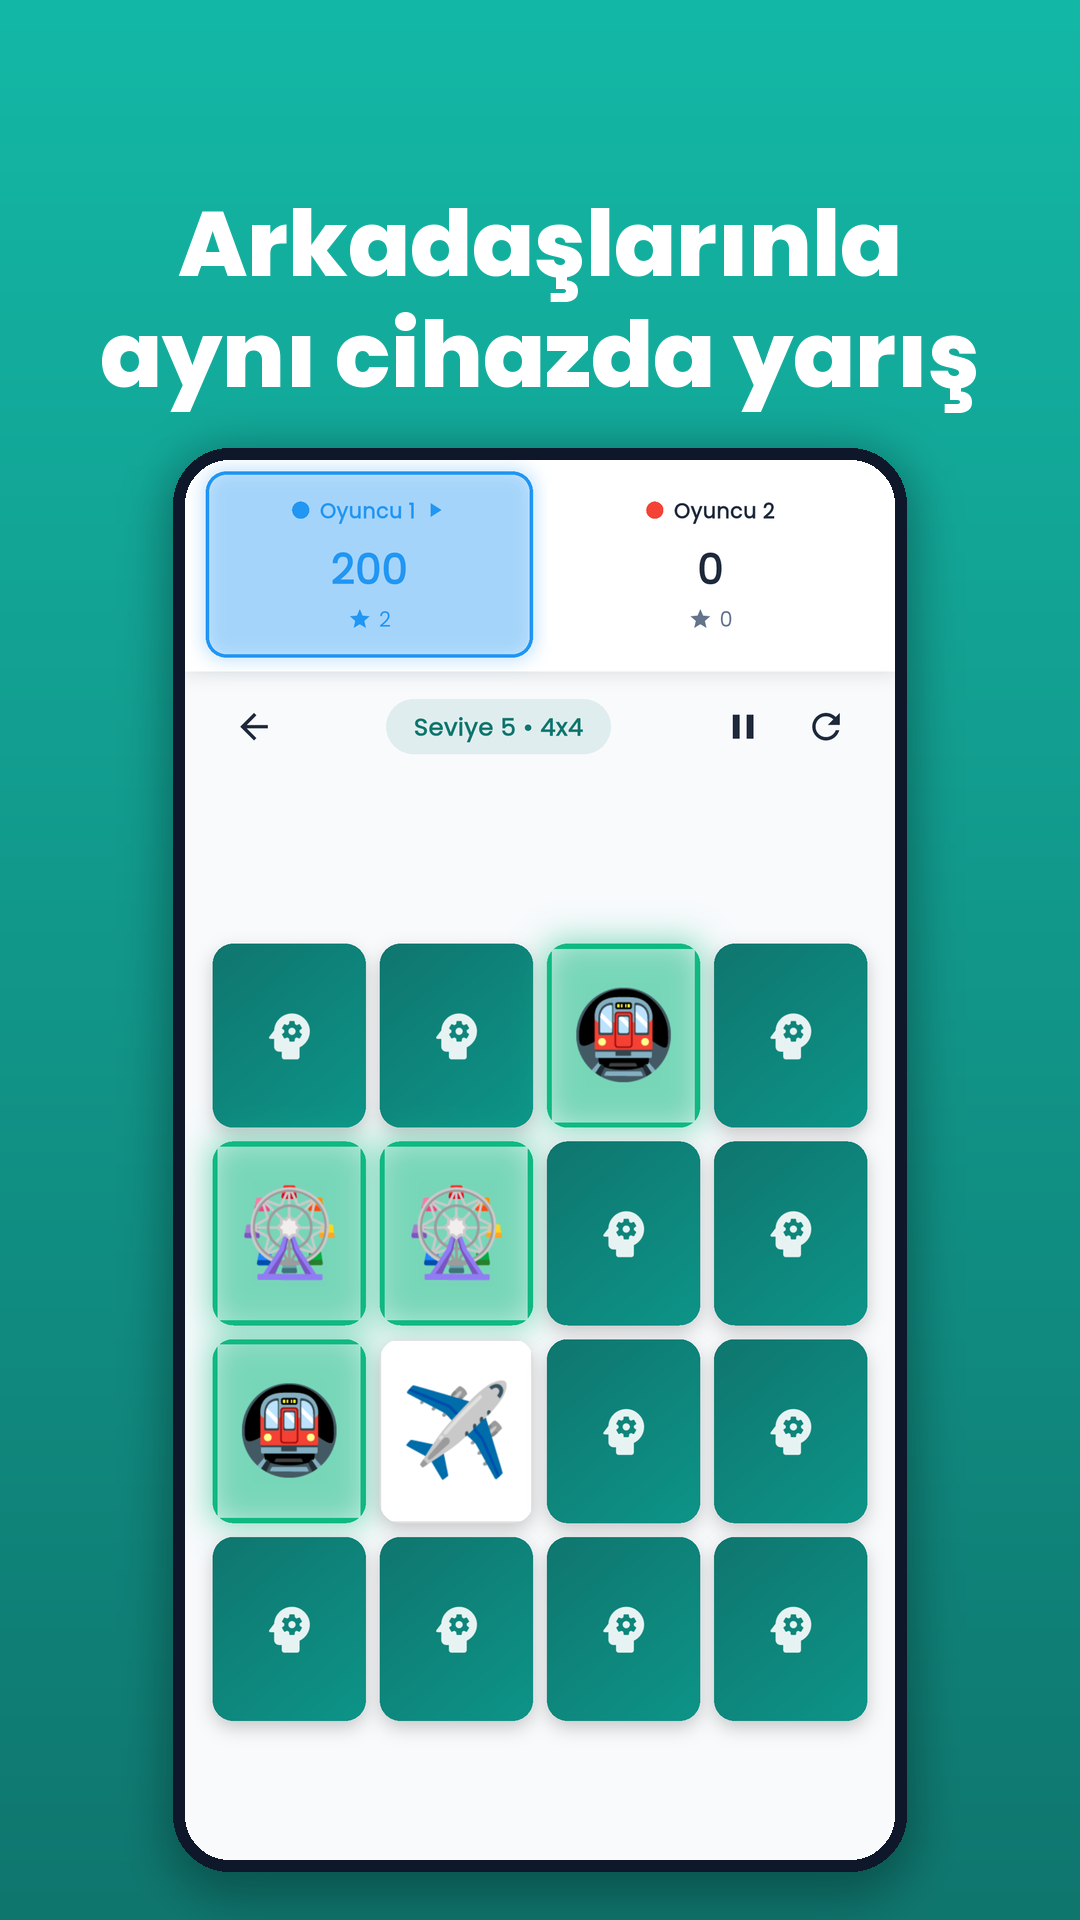 Arkadaşlarınla
aynı cihazda yarış
Oyuncu 1
200
2
Oyuncu 2
0
0
Seviye 5 • 4x4